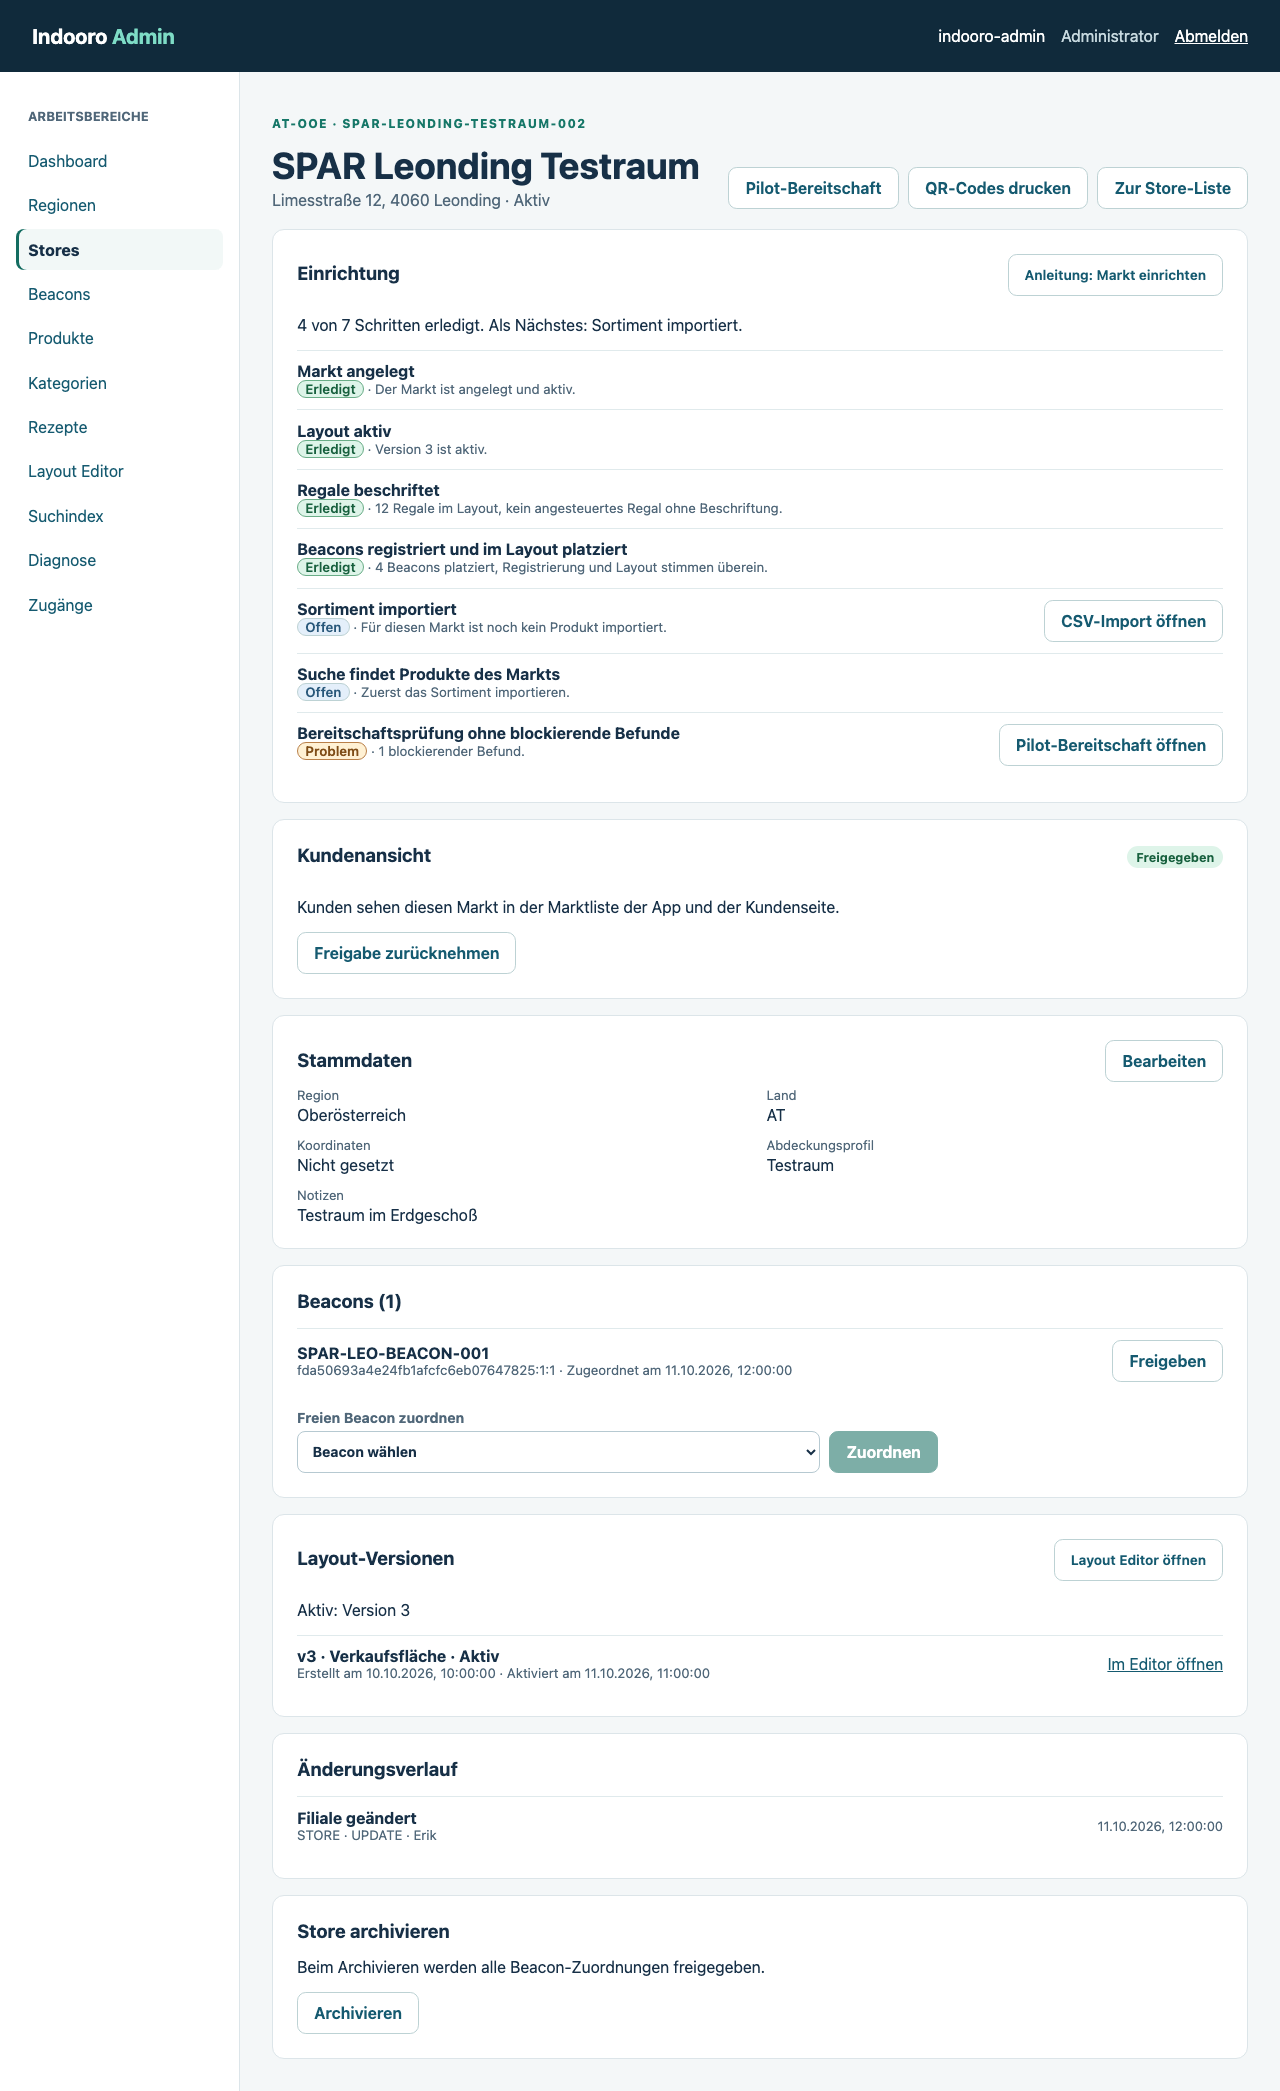 Indooro Admin
indooro-admin Administrator Abmelden
ARBEITSBEREICHE
Dashboard
Regionen
Stores
Beacons
Produkte
Kategorien
Rezepte
Layout Editor
Suchindex
Diagnose
Zugänge
AT-OOE · SPAR-LEONDING-TESTRAUM-002
SPAR Leonding Testraum
Limesstraße 12, 4060 Leonding · Aktiv
Pilot-Bereitschaft
QR-Codes drucken
Zur Store-Liste
Einrichtung
Anleitung: Markt einrichten
4 von 7 Schritten erledigt. Als Nächstes: Sortiment importiert.
Markt angelegt
Erledigt · Der Markt ist angelegt und aktiv.
Layout aktiv
Erledigt · Version 3 ist aktiv.
Regale beschriftet
Erledigt · 12 Regale im Layout, kein angesteuertes Regal ohne Beschriftung.
Beacons registriert und im Layout platziert
Erledigt · 4 Beacons platziert, Registrierung und Layout stimmen überein.
Sortiment importiert
Offen · Für diesen Markt ist noch kein Produkt importiert.
CSV-Import öffnen
Suche findet Produkte des Markts
Offen · Zuerst das Sortiment importieren.
Bereitschaftsprüfung ohne blockierende Befunde
Problem · 1 blockierender Befund.
Pilot-Bereitschaft öffnen
Kundenansicht
Freigegeben
Kunden sehen diesen Markt in der Marktliste der App und der Kundenseite.
Freigabe zurücknehmen
Stammdaten
Bearbeiten
Region
Oberösterreich
Land
AT
Koordinaten
Nicht gesetzt
Abdeckungsprofil
Testraum
Notizen
Testraum im Erdgeschoß
Beacons (1)
SPAR-LEO-BEACON-001
fda50693a4e24fb1afcfc6eb07647825:1:1 · Zugeordnet am 11.10.2026, 12:00:00
Freigeben
Freien Beacon zuordnen
Beacon wählen
Zuordnen
Layout-Versionen
Layout Editor öffnen
Aktiv: Version 3
v3 · Verkaufsfläche · Aktiv
Erstellt am 10.10.2026, 10:00:00 · Aktiviert am 11.10.2026, 11:00:00
Im Editor öffnen
Änderungsverlauf
Filiale geändert
STORE · UPDATE · Erik
11.10.2026, 12:00:00
Store archivieren
Beim Archivieren werden alle Beacon-Zuordnungen freigegeben.
Archivieren